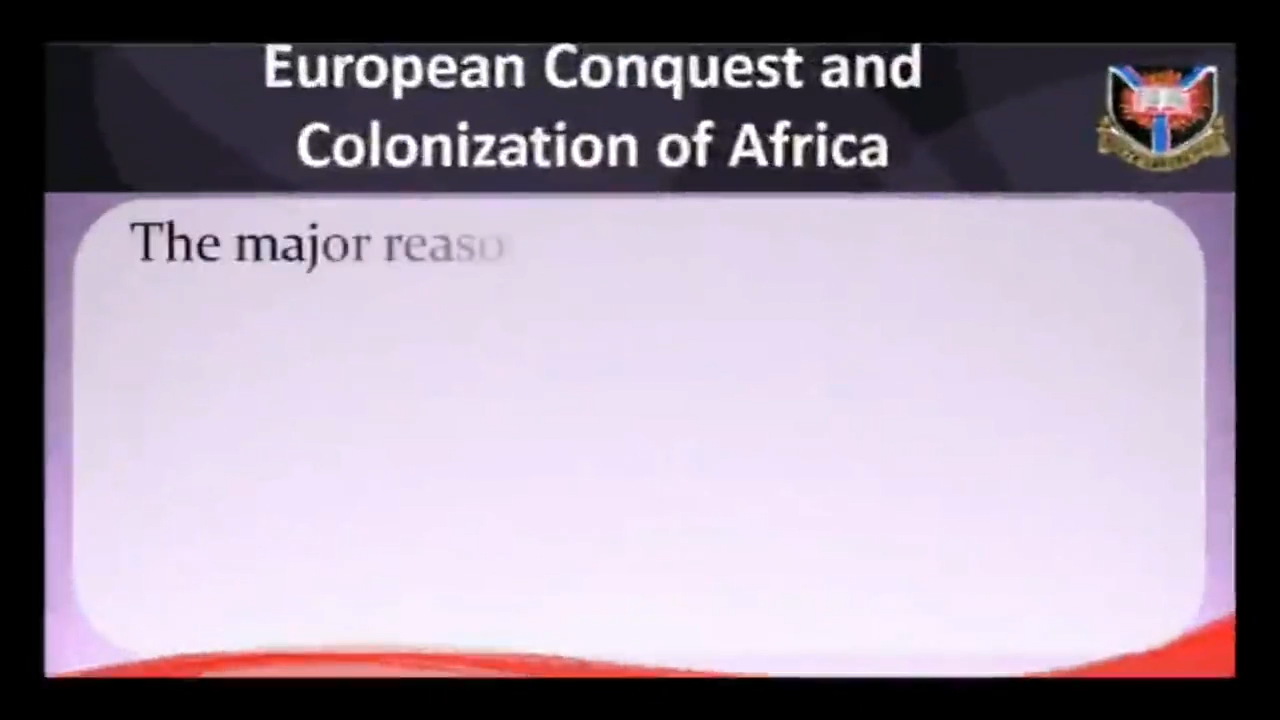 European Conquest and
Colonization of Africa
The major reaso